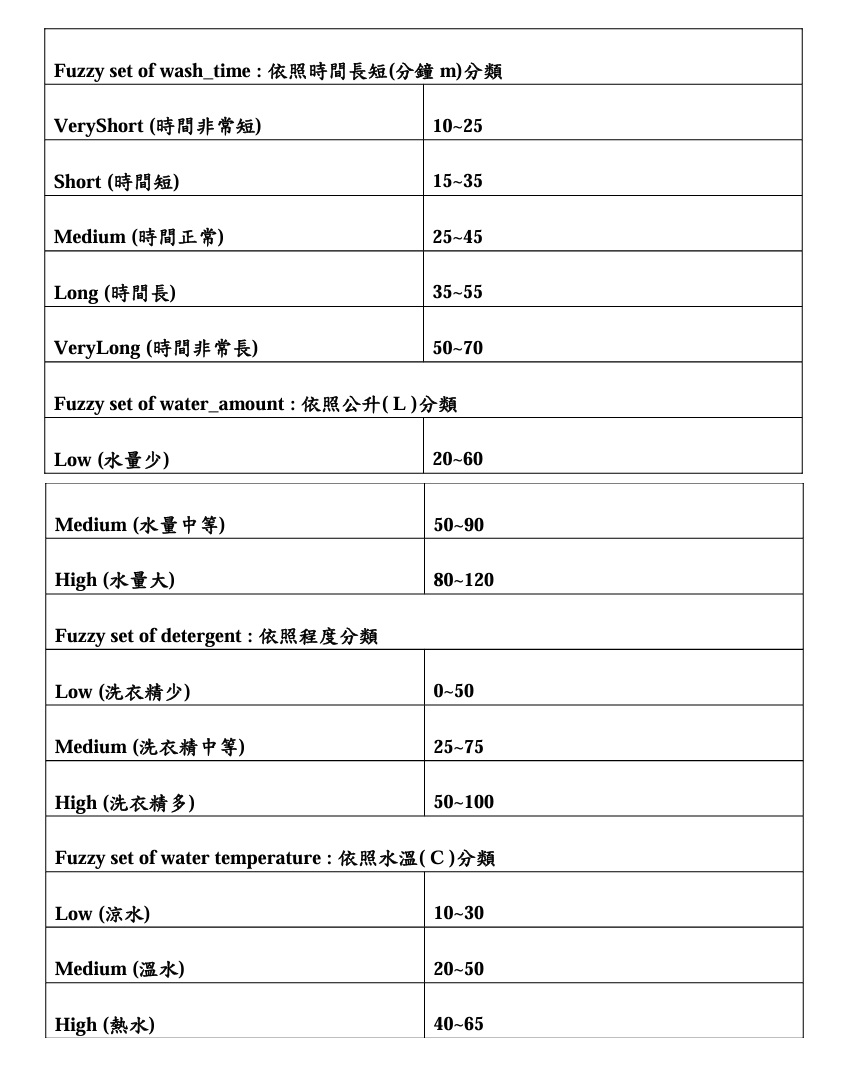 Fuzzy set of wash_time : 依照時間長短(分鐘 m)分類
VeryShort (時間非常短) 10~25
Short (時間短) 15~35
Medium (時間正常) 25~45
Long (時間長) 35~55
VeryLong (時間非常長) 50~70
Fuzzy set of water_amount : 依照公升( L )分類
Low (水量少) 20~60
Medium (水量中等) 50~90
High (水量大) 80~120
Fuzzy set of detergent : 依照程度分類
Low (洗衣精少) 0~50
Medium (洗衣精中等) 25~75
High (洗衣精多) 50~100
Fuzzy set of water temperature : 依照水溫( C )分類
Low (涼水) 10~30
Medium (溫水) 20~50
High (熱水) 40~65